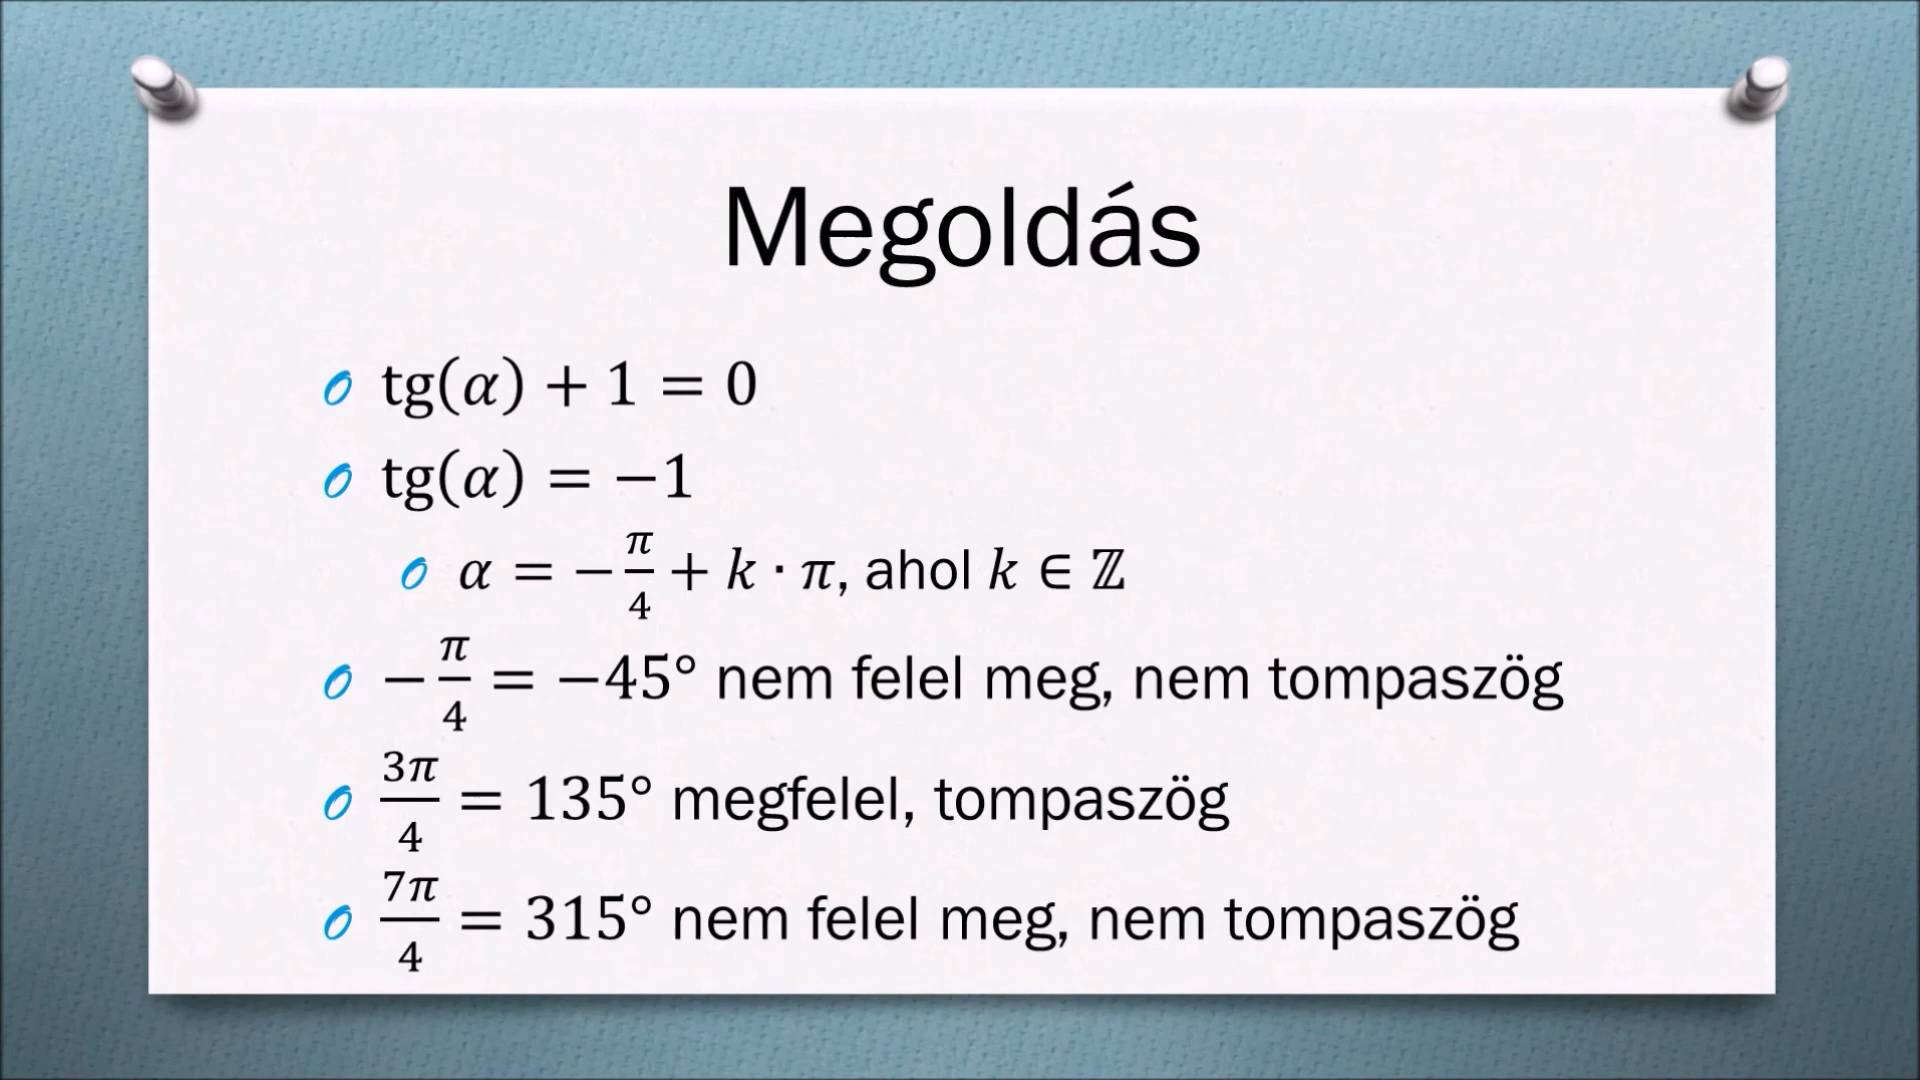 Megoldás
tg(α) + 1 = 0
tg(α) = −1
α = −π/4 + k · π, ahol k ∈ ℤ
−π/4 = −45° nem felel meg, nem tompaszög
3π/4 = 135° megfelel, tompaszög
7π/4 = 315° nem felel meg, nem tompaszög